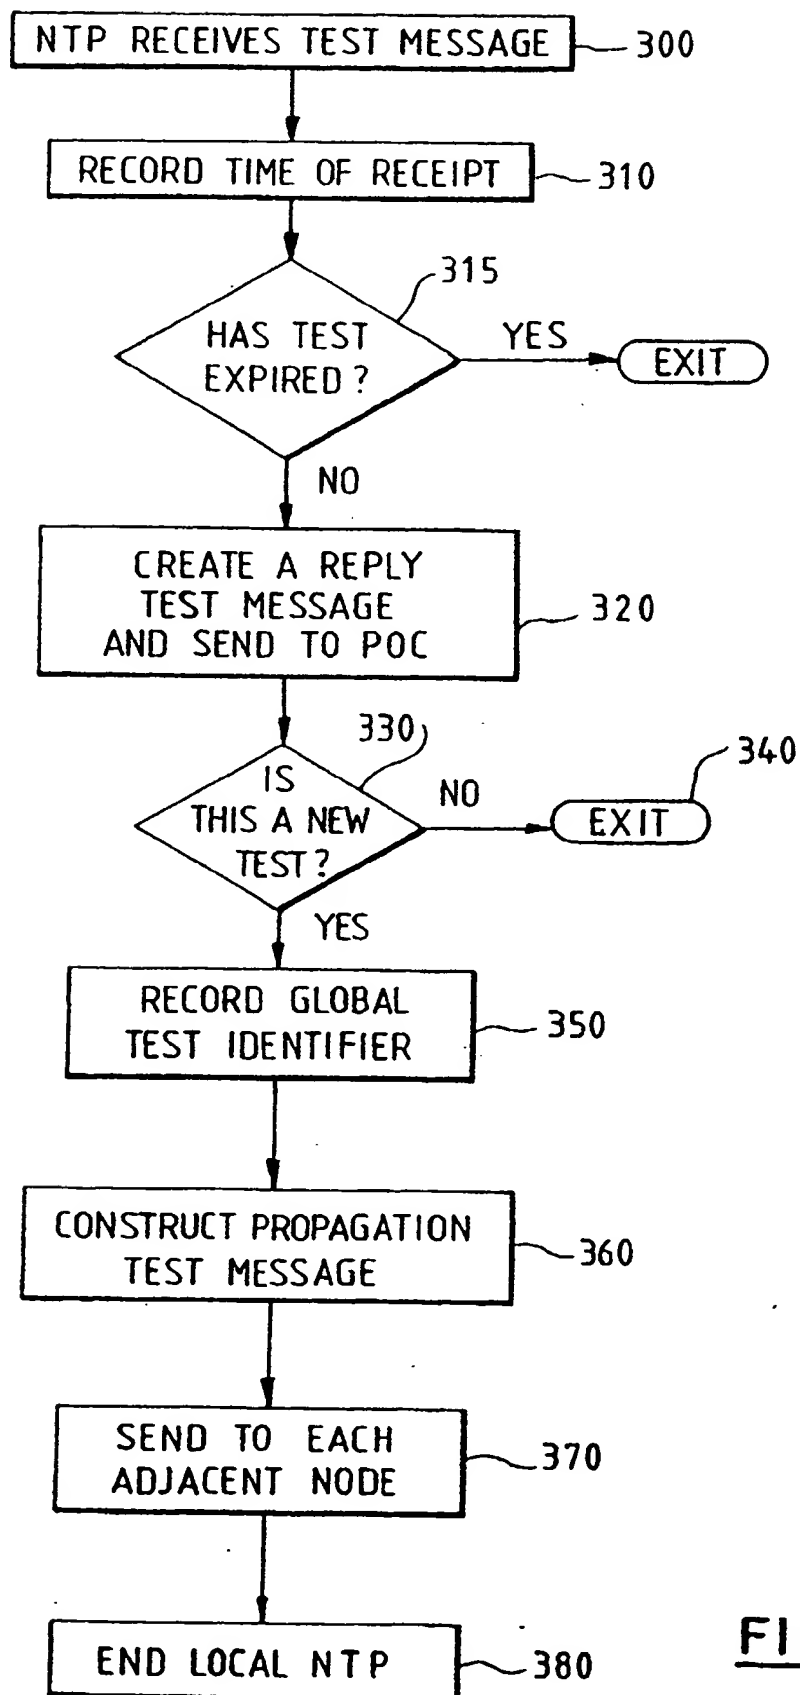 NTP RECEIVES TEST MESSAGE
300
RECORD TIME OF RECEIPT
310
315
HAS TEST
EXPIRED?
YES
EXIT
NO
CREATE A REPLY
TEST MESSAGE
AND SEND TO POC
320
330
IS
THIS A NEW
TEST?
NO
340
EXIT
YES
RECORD GLOBAL
TEST IDENTIFIER
350
CONSTRUCT PROPAGATION
TEST MESSAGE
360
SEND TO EACH
ADJACENT NODE
370
END LOCAL NTP
380
FI